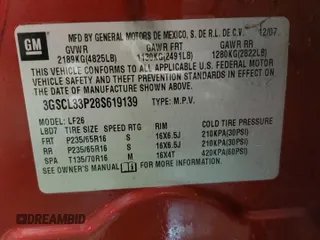 GM
MFD BY GENERAL MOTORS DE MEXICO, S. DE R.L. DE C.V. 12/07
GVWR GAWR FRT GAWR RR
2189KG(4825LB) 1130KG(2491LB) 1280KG(2822LB)
THIS VEHICLE CONFORMS TO ALL APPLICABLE U.S. FEDERAL
MOTOR VEHICLE SAFETY, BUMPER, AND THEFT PREVENTION
STANDARDS IN EFFECT ON THE DATE OF MANUFACTURE
SHOWN ABOVE.
3GSCL33P28S619139 TYPE: M.P.V.
MODEL: LF26
LBD7 TIRE SIZE SPEED RTG RIM COLD TIRE PRESSURE
FRT P235/65R16 S 16X6.5J 210KPA(30PSI)
RR P235/65R16 S 16X6.5J 210KPA(30PSI)
SPA T135/70R16 M 16X4T 420KPA(60PSI)
SEE OWNER'S MANUAL FOR MORE INFORMATION.
DREAMBID